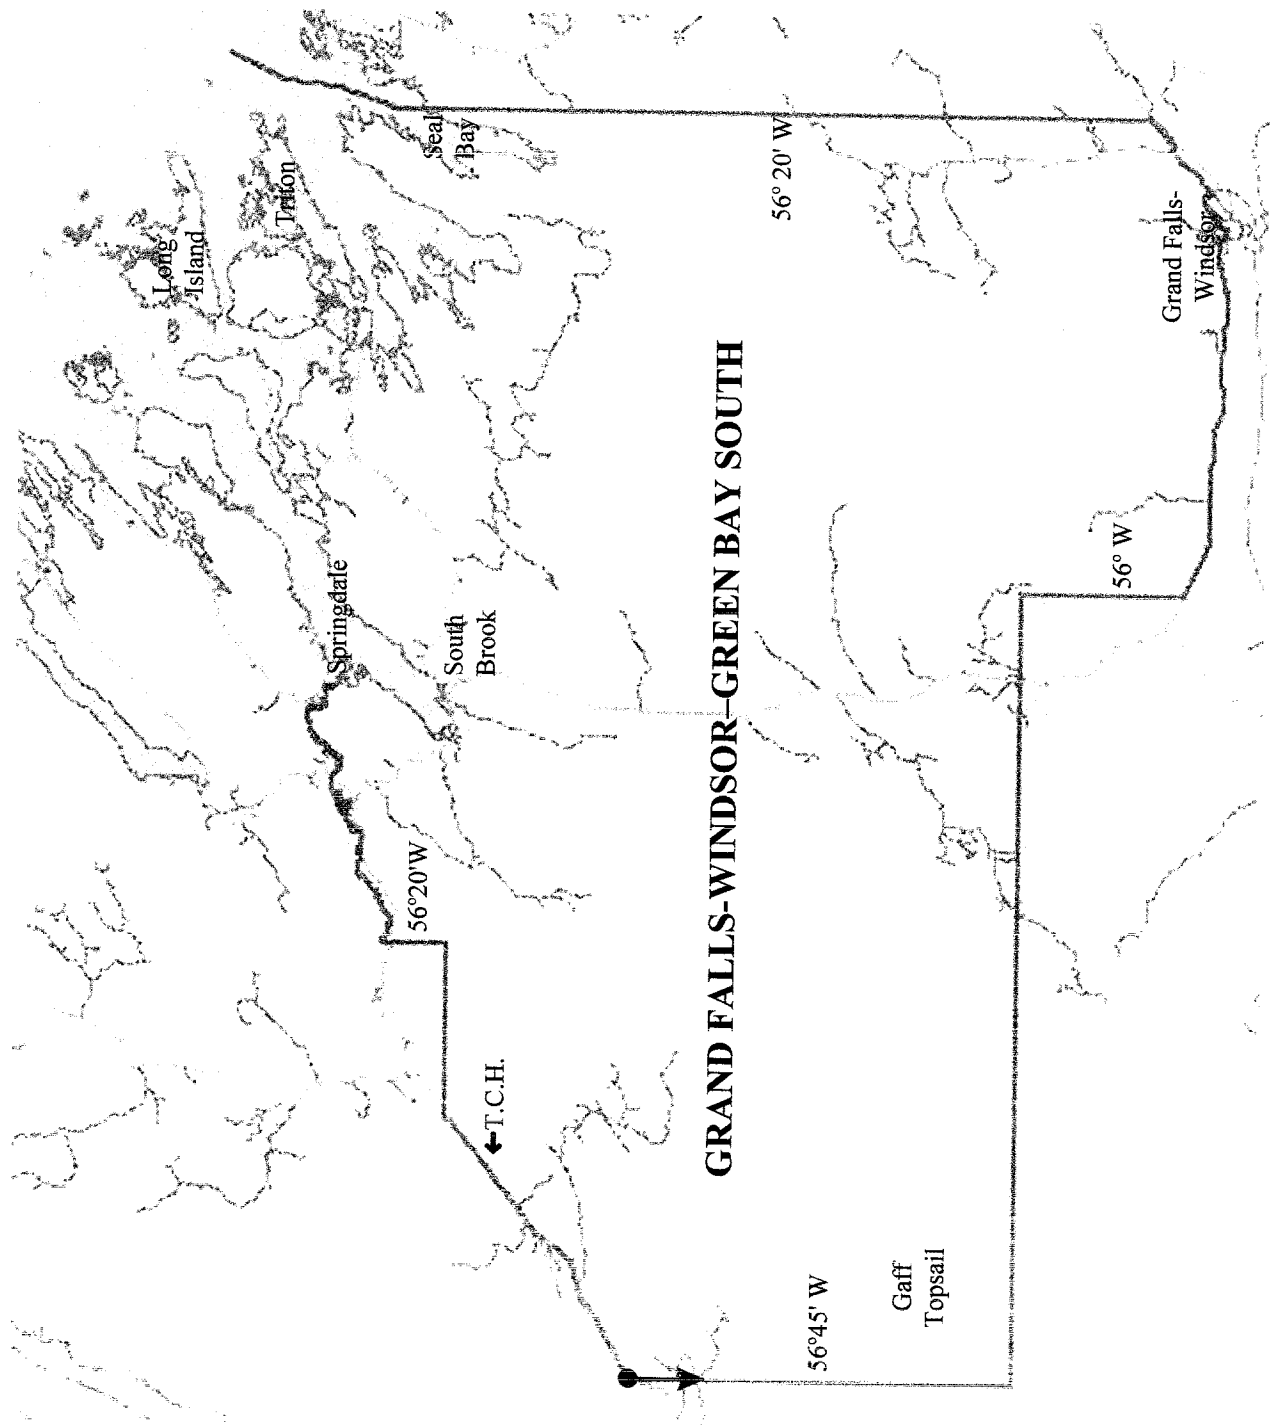 Long
Island
Triton
Seal
Bay
Springdale
South
Brook
56°20'W
←T.C.H.
GRAND FALLS-WINDSOR–GREEN BAY SOUTH
56° 20' W
56°45' W
Gaff
Topsail
56° W
Grand Falls-
Windsor